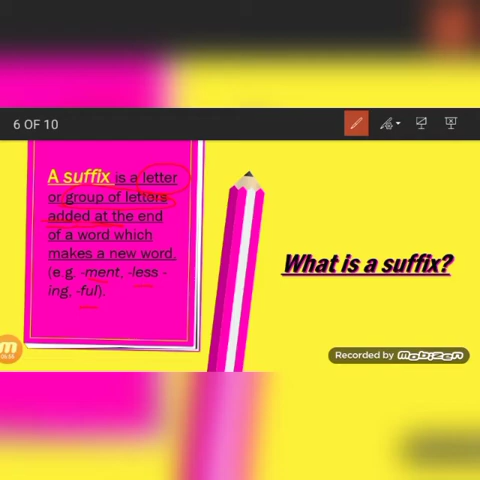 6 OF 10
A suffix is a letter
or group of letters
added at the end
of a word which
makes a new word.
(e.g. -ment, -less -
ing, -ful).
What is a suffix?
Recorded by mobizen